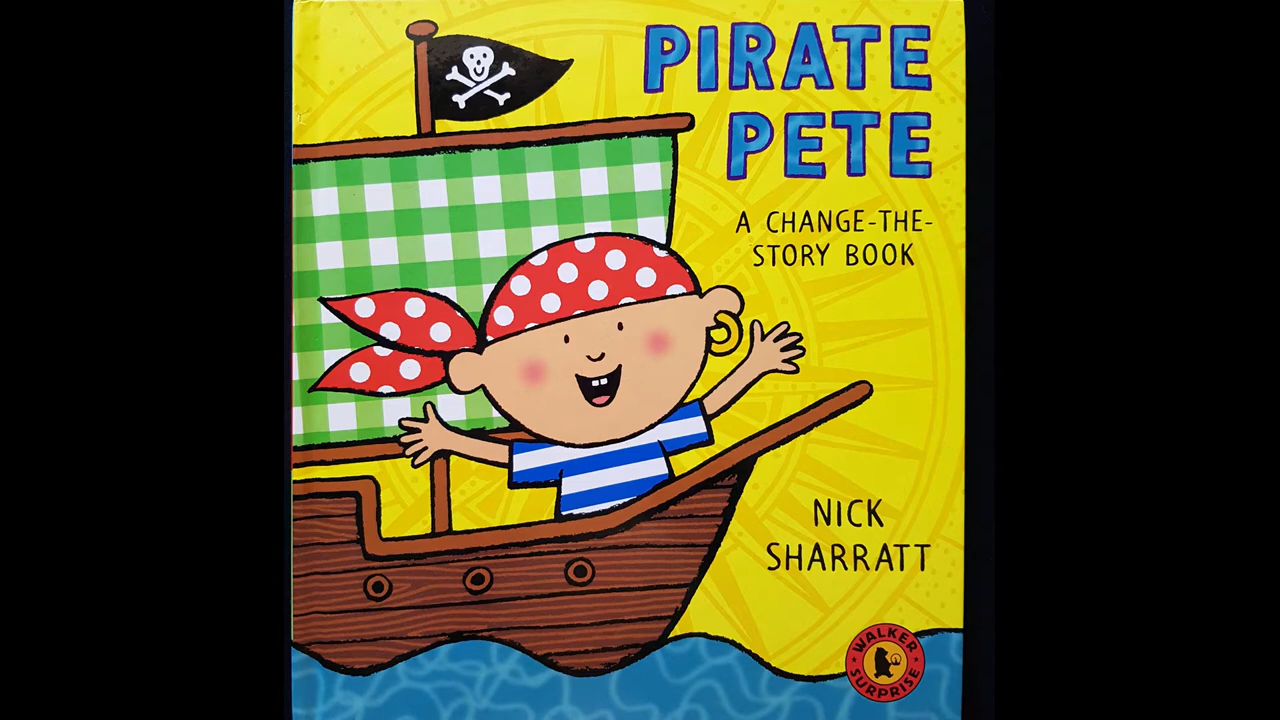 PIRATE
PETE
A CHANGE-THE-
STORY BOOK
NICK
SHARRATT
WALKER
SURPRISE